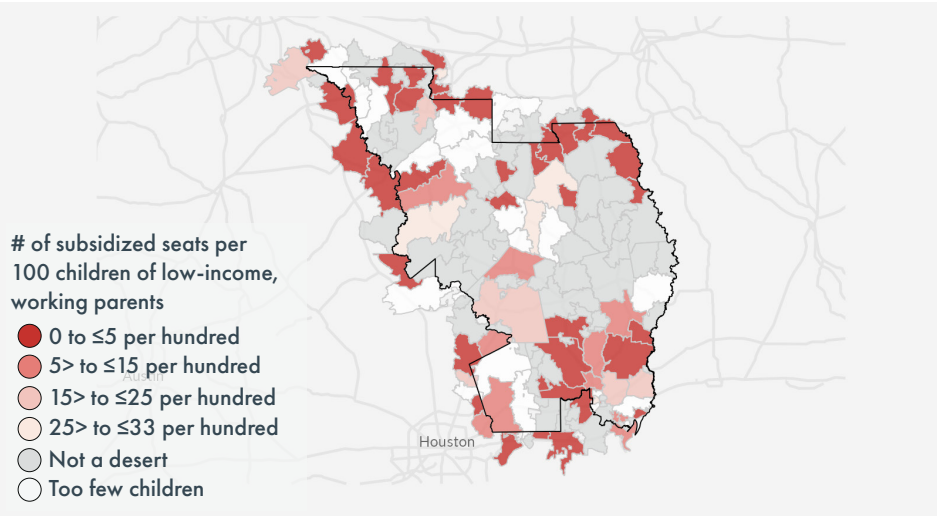 # of subsidized seats per
100 children of low-income,
working parents
0 to ≤5 per hundred
5> to ≤15 per hundred
Austin
15> to ≤25 per hundred
25> to ≤33 per hundred
Houston
Not a desert
Too few children